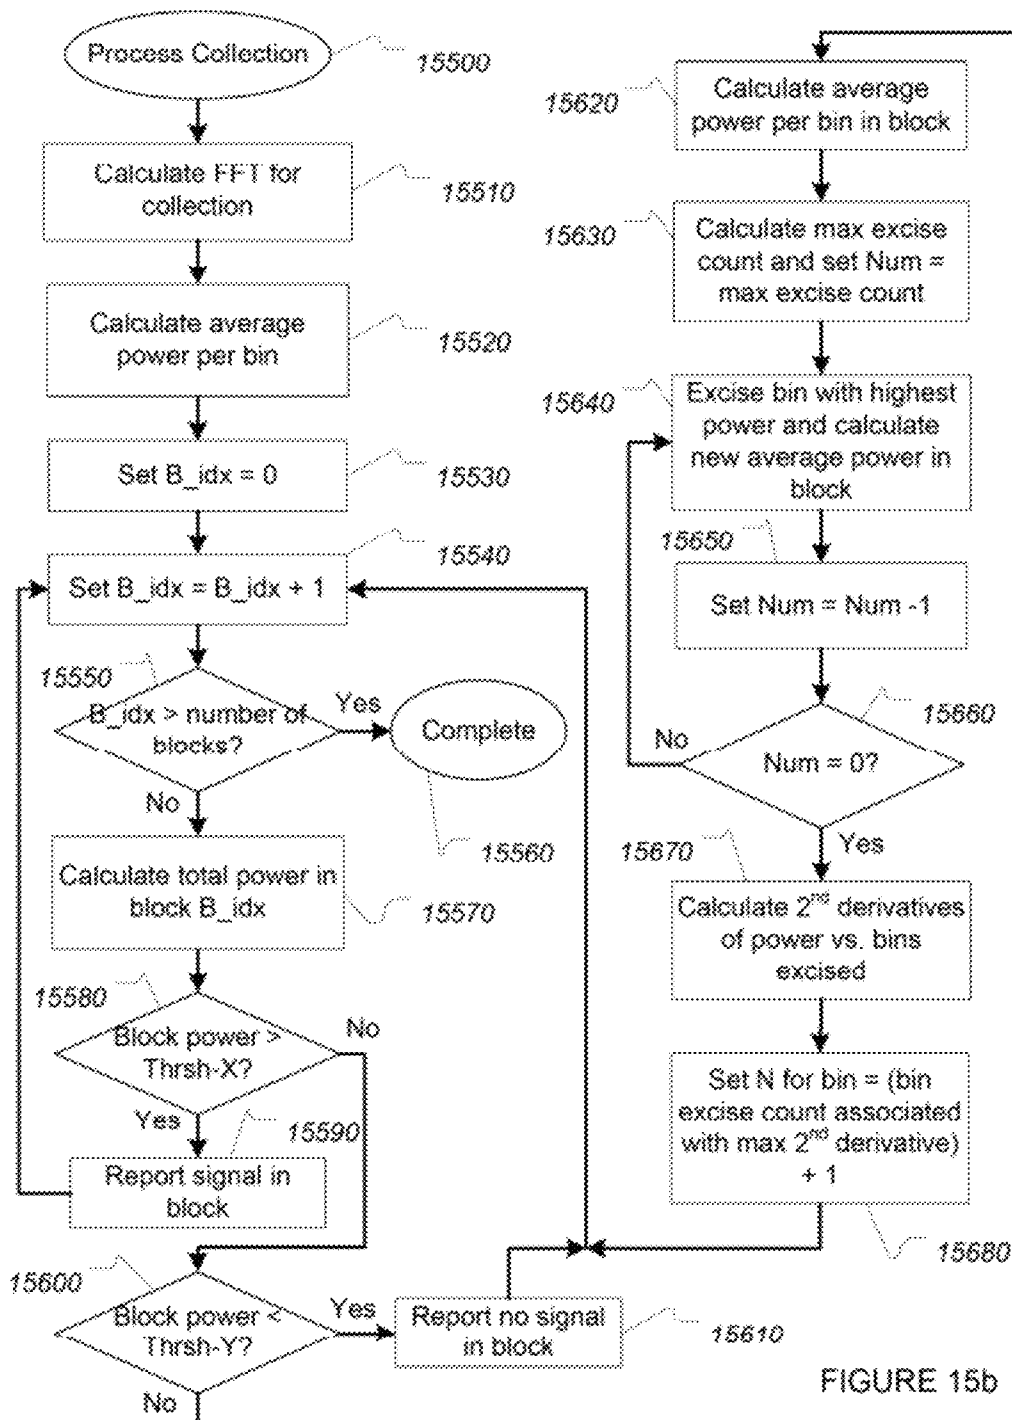 Process Collection
15500
Calculate FFT for
collection
15510
Calculate average
power per bin
15520
Set B_idx = 0
15530
Set B_idx = B_idx + 1
15540
15550
B_idx > number of
blocks?
Yes
Complete
15560
No
Calculate total power in
block B_idx
15570
15580
Block power >
Thrsh-X?
No
Yes
15590
Report signal in
block
15600
Block power <
Thrsh-Y?
Yes
Report no signal
in block
15610
No
15620
Calculate average
power per bin in block
15630
Calculate max excise
count and set Num =
max excise count
15640
Excise bin with highest
power and calculate
new average power in
block
15650
Set Num = Num -1
15660
No
Num = 0?
Yes
15670
Calculate 2nd derivatives
of power vs. bins
excised
Set N for bin = (bin
excise count associated
with max 2nd derivative)
+ 1
15680
FIGURE 15b